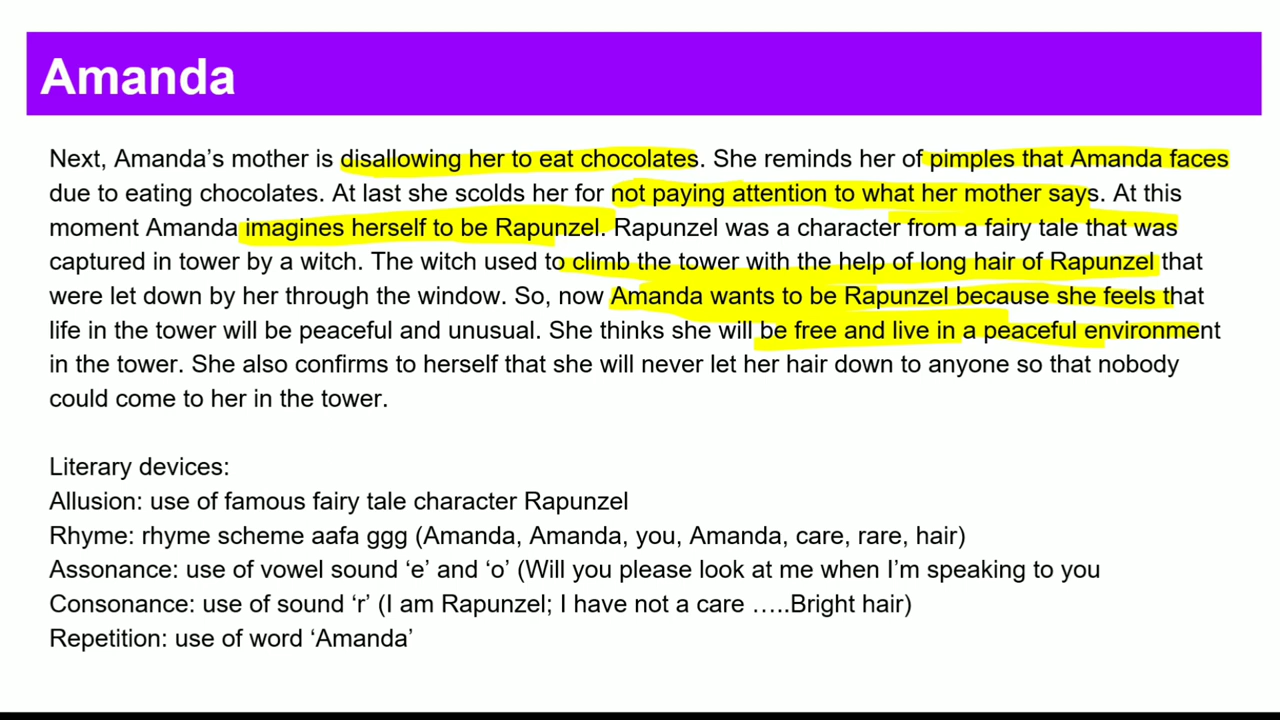 Amanda
Next, Amanda’s mother is disallowing her to eat chocolates. She reminds her of pimples that Amanda faces
due to eating chocolates. At last she scolds her for not paying attention to what her mother says. At this
moment Amanda imagines herself to be Rapunzel. Rapunzel was a character from a fairy tale that was
captured in tower by a witch. The witch used to climb the tower with the help of long hair of Rapunzel that
were let down by her through the window. So, now Amanda wants to be Rapunzel because she feels that
life in the tower will be peaceful and unusual. She thinks she will be free and live in a peaceful environment
in the tower. She also confirms to herself that she will never let her hair down to anyone so that nobody
could come to her in the tower.
Literary devices:
Allusion: use of famous fairy tale character Rapunzel
Rhyme: rhyme scheme aafa ggg (Amanda, Amanda, you, Amanda, care, rare, hair)
Assonance: use of vowel sound ‘e’ and ‘o’ (Will you please look at me when I’m speaking to you
Consonance: use of sound ‘r’ (I am Rapunzel; I have not a care …..Bright hair)
Repetition: use of word ‘Amanda’